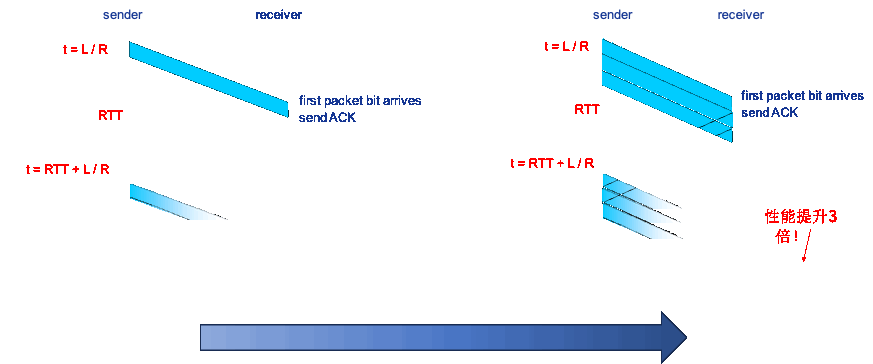 sender
receiver
t = L / R
first packet bit arrives
send ACK
RTT
t = RTT + L / R
sender
receiver
t = L / R
first packet bit arrives
send ACK
RTT
t = RTT + L / R
性能提升3
倍！